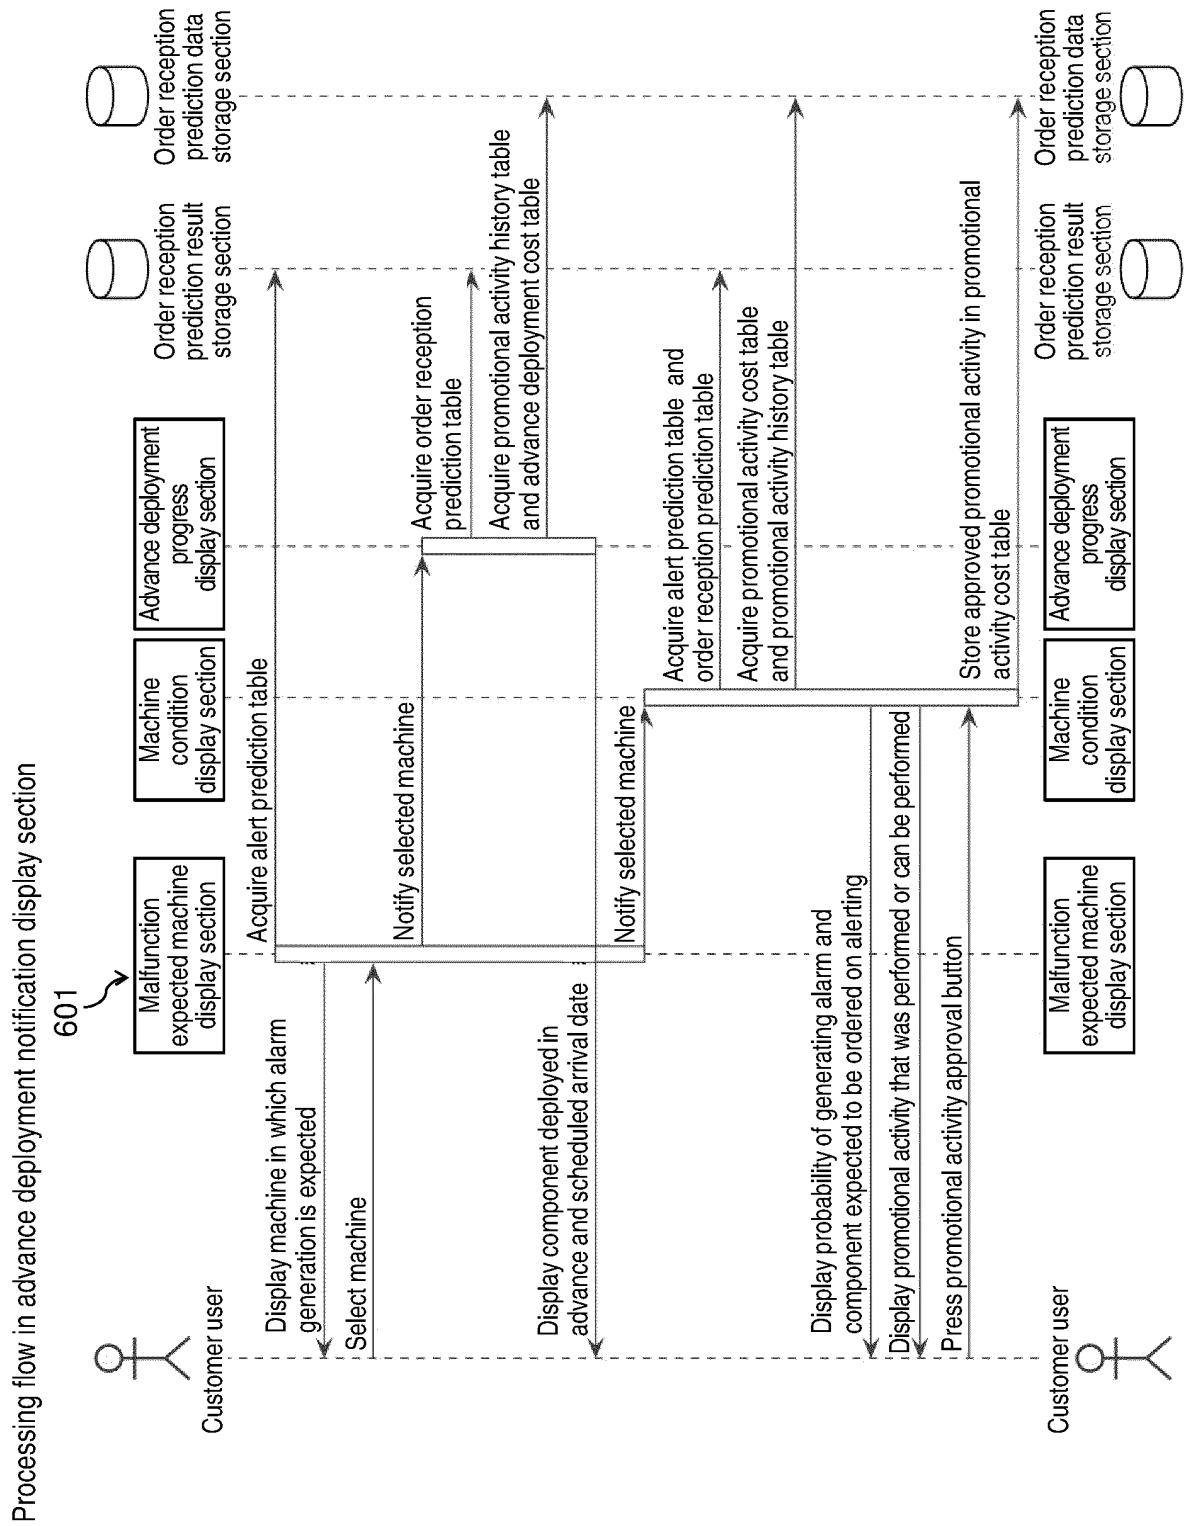 Processing flow in advance deployment notification display section
601
Customer user
Malfunction
expected machine
display section
Machine
condition
display section
Advance deployment
progress
display section
Order reception
prediction result
storage section
Order reception
prediction data
storage section
Acquire alert prediction table
Display machine in which alarm
generation is expected
Select machine
Notify selected machine
Acquire order reception
prediction table
Acquire promotional activity history table
and advance deployment cost table
Display component deployed in
advance and scheduled arrival date
Notify selected machine
Acquire alert prediction table and
order reception prediction table
Acquire promotional activity cost table
and promotional activity history table
Display probability of generating alarm and
component expected to be ordered on alerting
Display promotional activity that was performed or can be performed
Press promotional activity approval button
Store approved promotional activity in promotional
activity cost table
Customer user
Malfunction
expected machine
display section
Machine
condition
display section
Advance deployment
progress
display section
Order reception
prediction result
storage section
Order reception
prediction data
storage section